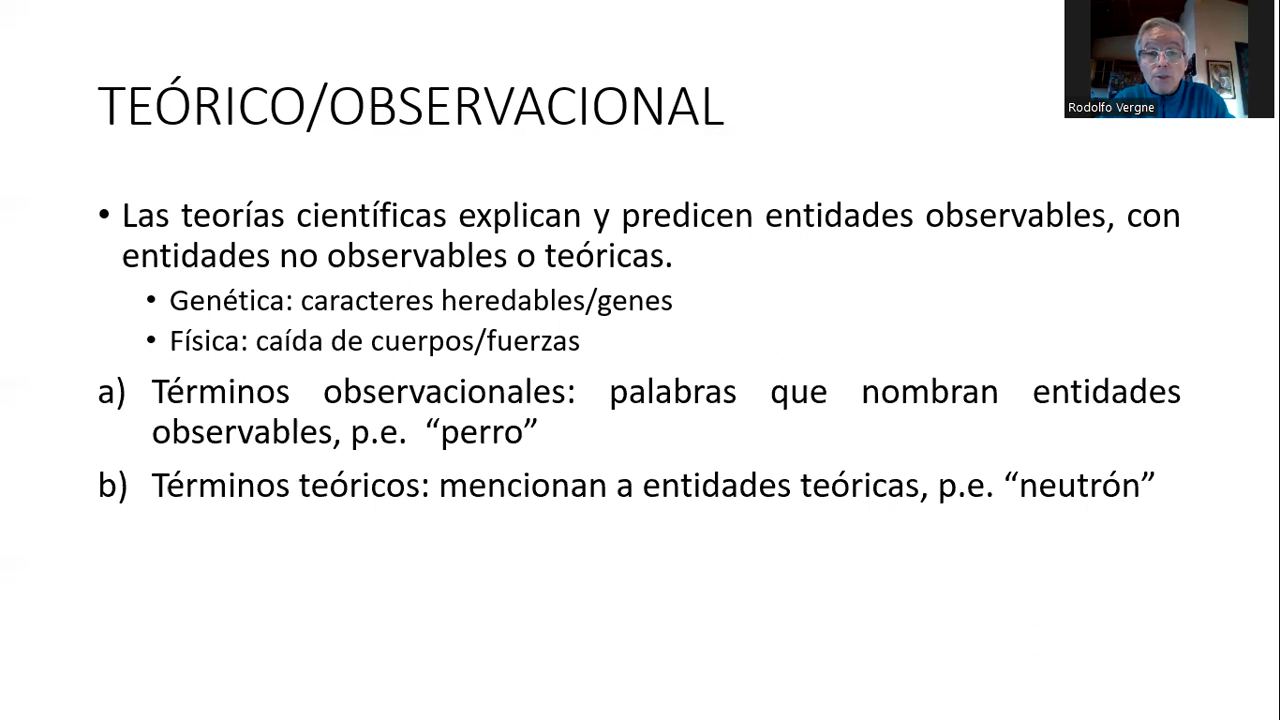 TEÓRICO/OBSERVACIONAL
Rodolfo Vergne
• Las teorías científicas explican y predicen entidades observables, con
entidades no observables o teóricas.
• Genética: caracteres heredables/genes
• Física: caída de cuerpos/fuerzas
a) Términos observacionales: palabras que nombran entidades
observables, p.e. “perro”
b) Términos teóricos: mencionan a entidades teóricas, p.e. “neutrón”